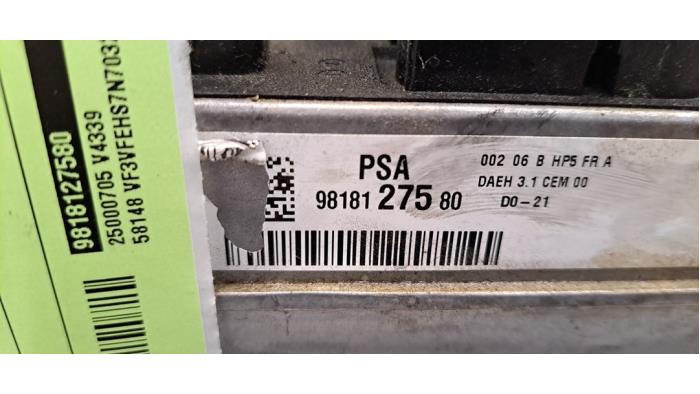 9818127580
25000705 V4339
58148 VF3VFEHS7N703
PSA
98181 275 80
002 06 B HP5 FR A
DAEH 3.1 CEM 00
D0-21